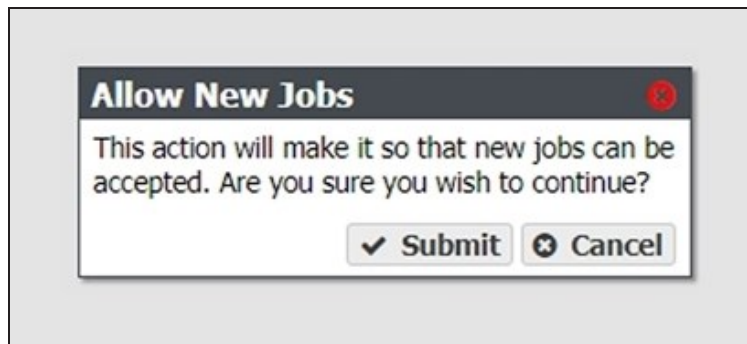 Allow New Jobs
This action will make it so that new jobs can be
accepted. Are you sure you wish to continue?
Submit Cancel